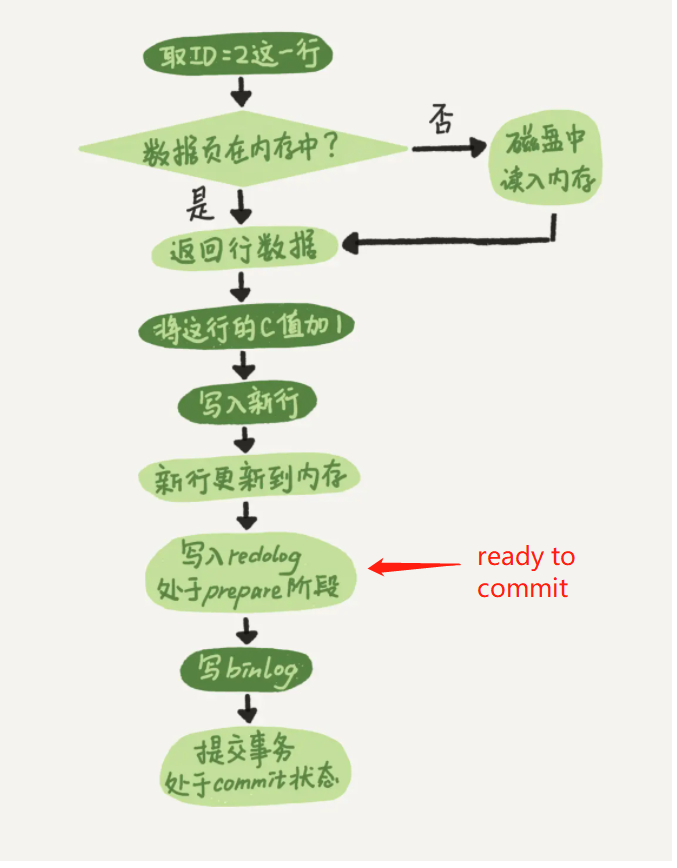 取ID=2这一行
数据页在内存中?
否
磁盘中
读入内存
是
返回行数据
将这行的C值加1
写入新行
新行更新到内存
写入redolog
处于prepare阶段
ready to
commit
写binlog
提交事务
处于commit状态